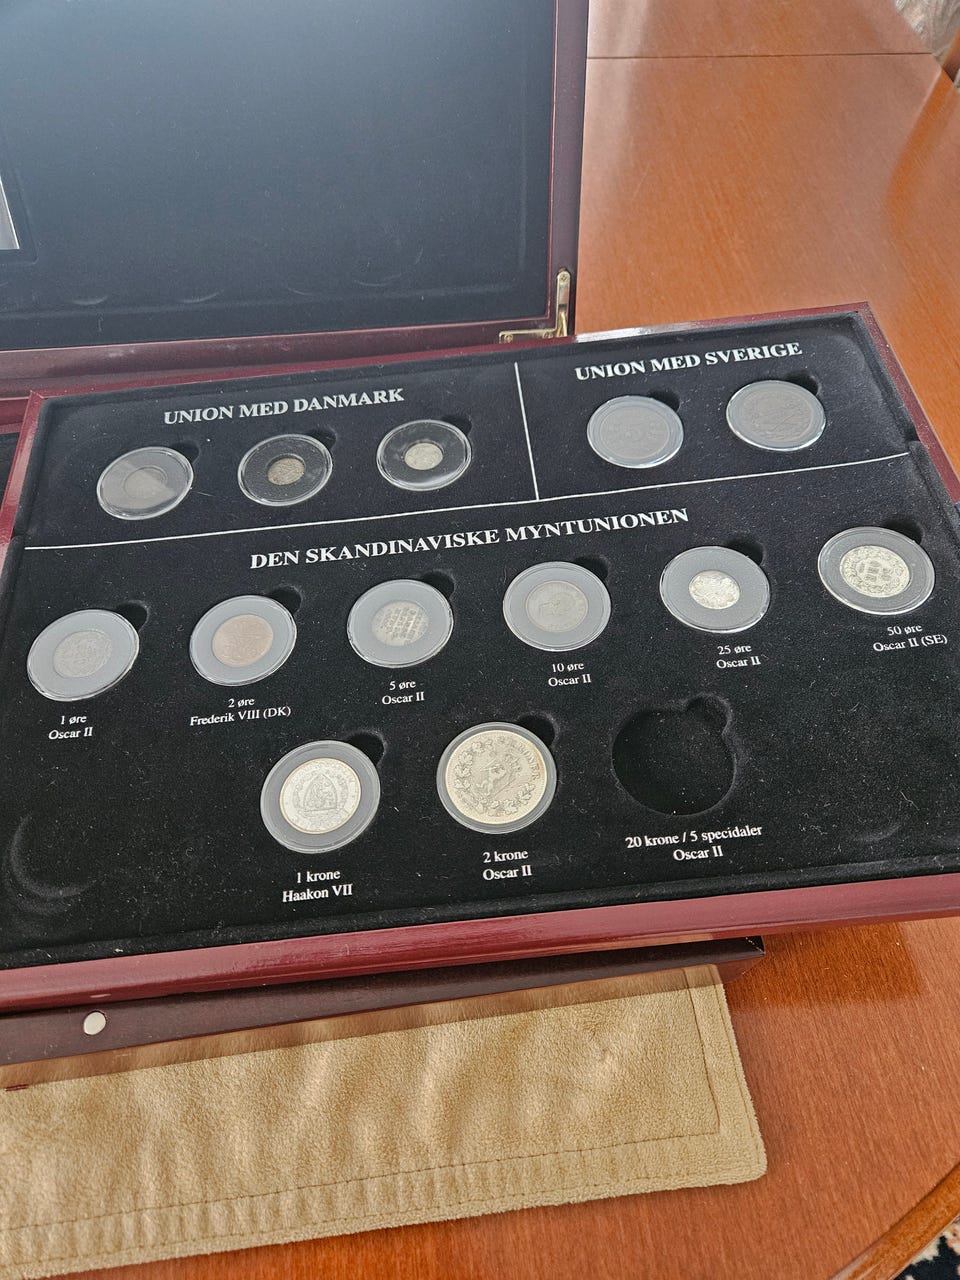 UNION MED DANMARK
UNION MED SVERIGE
DEN SKANDINAVISKE MYNTUNIONEN
1 øre
Oscar II
2 øre
Frederik VIII (DK)
5 øre
Oscar II
10 øre
Oscar II
25 øre
Oscar II
50 øre
Oscar II (SE)
1 krone
Haakon VII
2 krone
Oscar II
20 krone / 5 specidaler
Oscar II